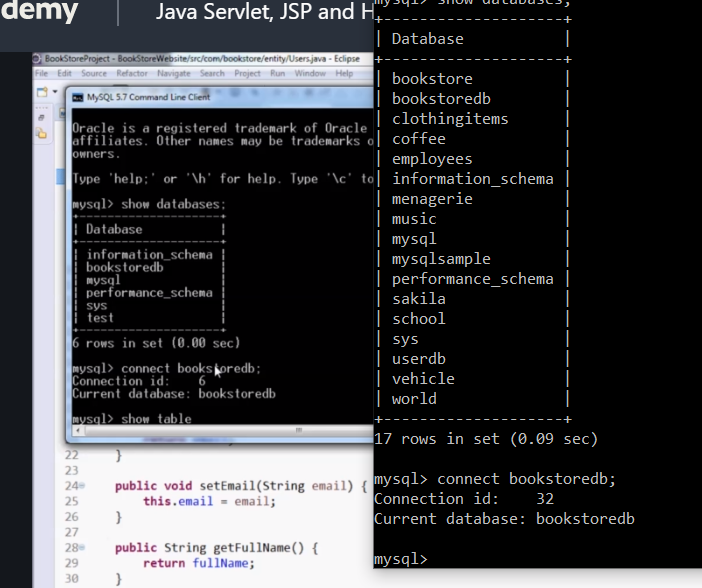 demy
Java Servlet, JSP and H
BookStoreProject - BookStoreWebsite/src/com/bookstore/entity/Users.java - Eclipse
File Edit Source Refactor Navigate Search Project Run Window Help
MySQL 5.7 Command Line Client
Oracle is a registered trademark of Oracle
affiliates. Other names may be trademarks o
owners.
Type 'help;' or '\h' for help. Type '\c' to
mysql> show databases;
+--------------------+
| Database |
+--------------------+
| information_schema |
| bookstoredb |
| mysql |
| performance_schema |
| sys |
| test |
+--------------------+
6 rows in set (0.00 sec)
mysql> connect bookstoredb;
Connection id: 6
Current database: bookstoredb
mysql> show table
22 }
23
24 public void setEmail(String email) {
25 this.email = email;
26 }
27
28 public String getFullName() {
29 return fullName;
30 }
mysql> show databases;
+--------------------+
| Database |
+--------------------+
| bookstore |
| bookstoredb |
| clothingitems |
| coffee |
| employees |
| information_schema |
| menagerie |
| music |
| mysql |
| mysqlsample |
| performance_schema |
| sakila |
| school |
| sys |
| userdb |
| vehicle |
| world |
+--------------------+
17 rows in set (0.09 sec)
mysql> connect bookstoredb;
Connection id: 32
Current database: bookstoredb
mysql>